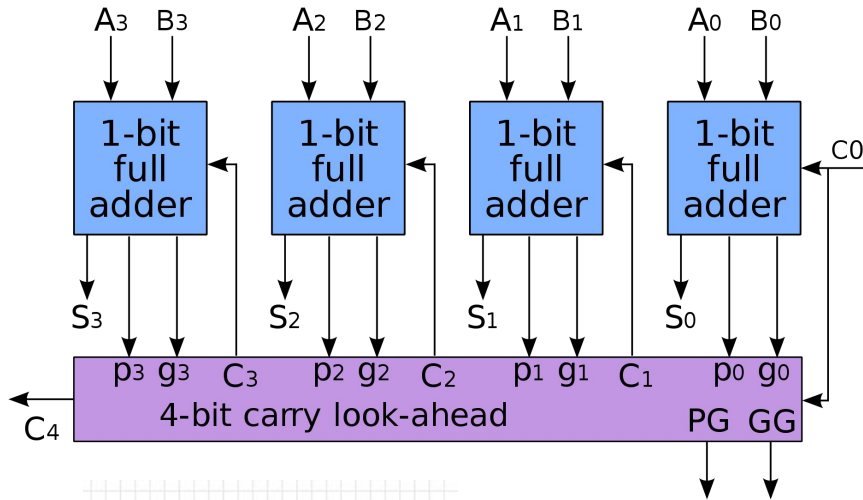 A3 B3 A2 B2 A1 B1 A0 B0
1-bit full adder
1-bit full adder
1-bit full adder
1-bit full adder
C0
S3 S2 S1 S0
p3 g3 C3 p2 g2 C2 p1 g1 C1 p0 g0
4-bit carry look-ahead
PG GG
C4